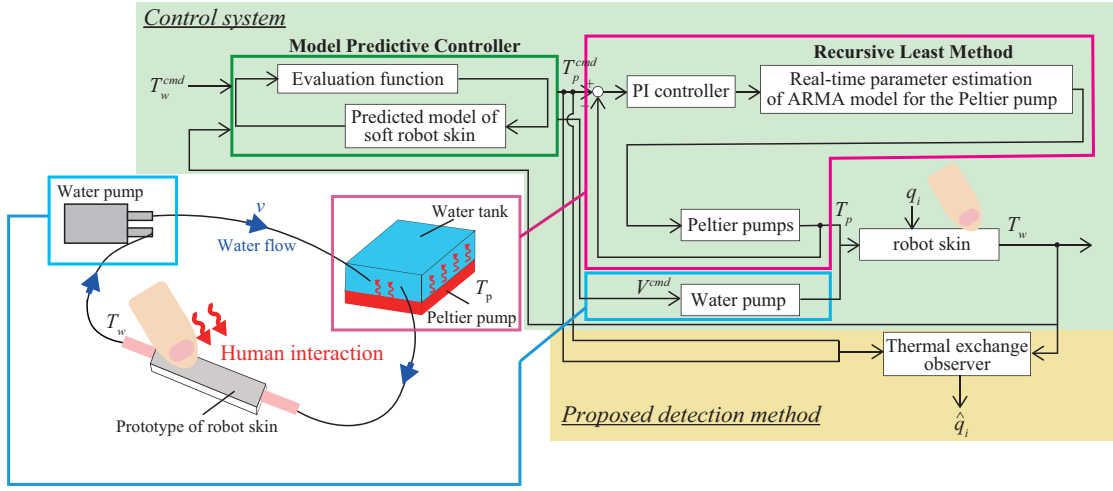 Control system
Model Predictive Controller
Recursive Least Method
T_w^{cmd}
Evaluation function
Predicted model of
soft robot skin
T_p^{cmd}
+
−
PI controller
Real-time parameter estimation
of ARMA model for the Peltier pump
Water pump
v
Water flow
Water tank
T_p
Peltier pump
T_w
Human interaction
Prototype of robot skin
Peltier pumps
T_p
q_i
robot skin
T_w
V^{cmd}
Water pump
Thermal exchange
observer
Proposed detection method
q̂_i